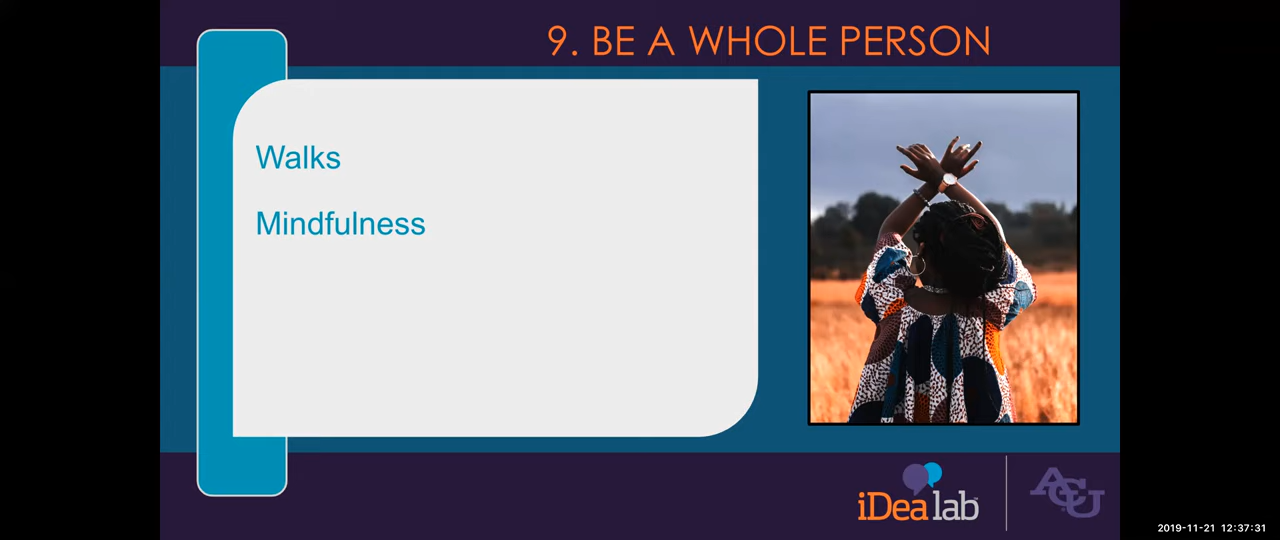 9. BE A WHOLE PERSON
Walks
Mindfulness
iDea lab
ACU
2019-11-21 12:37:31